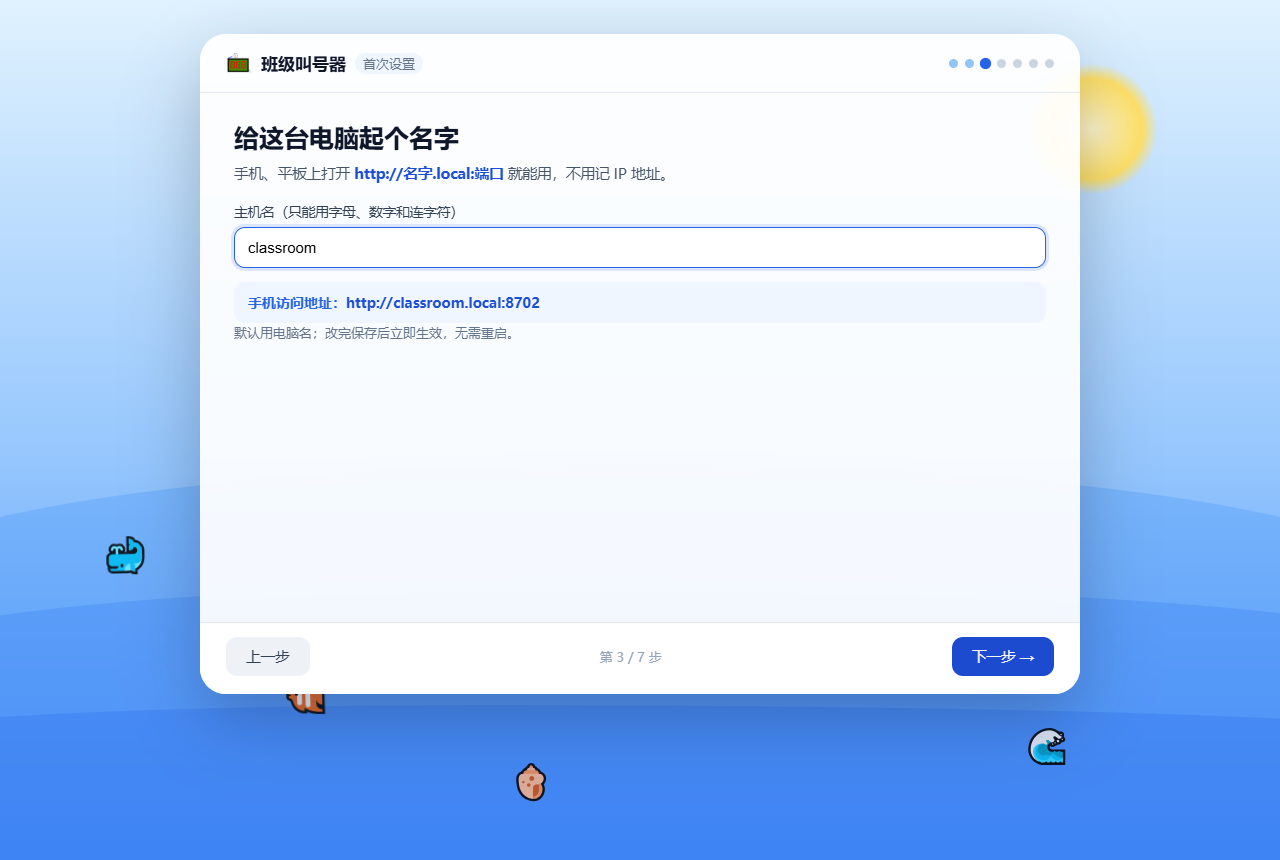 班级叫号器 首次设置
给这台电脑起个名字
手机、平板上打开 http://名字.local:端口 就能用，不用记 IP 地址。
主机名（只能用字母、数字和连字符）
classroom
手机访问地址：http://classroom.local:8702
默认用电脑名；改完保存后立即生效，无需重启。
上一步 第 3 / 7 步 下一步 →